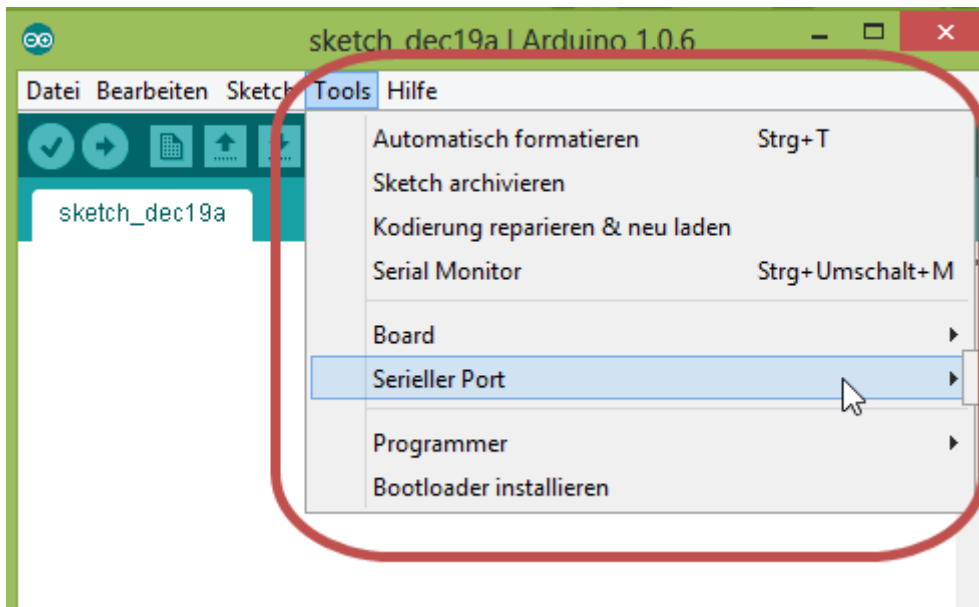 sketch_dec19a | Arduino 1.0.6
Datei Bearbeiten Sketch Tools Hilfe
sketch_dec19a
Automatisch formatieren Strg+T
Sketch archivieren
Kodierung reparieren & neu laden
Serial Monitor Strg+Umschalt+M
Board
Serieller Port
Programmer
Bootloader installieren